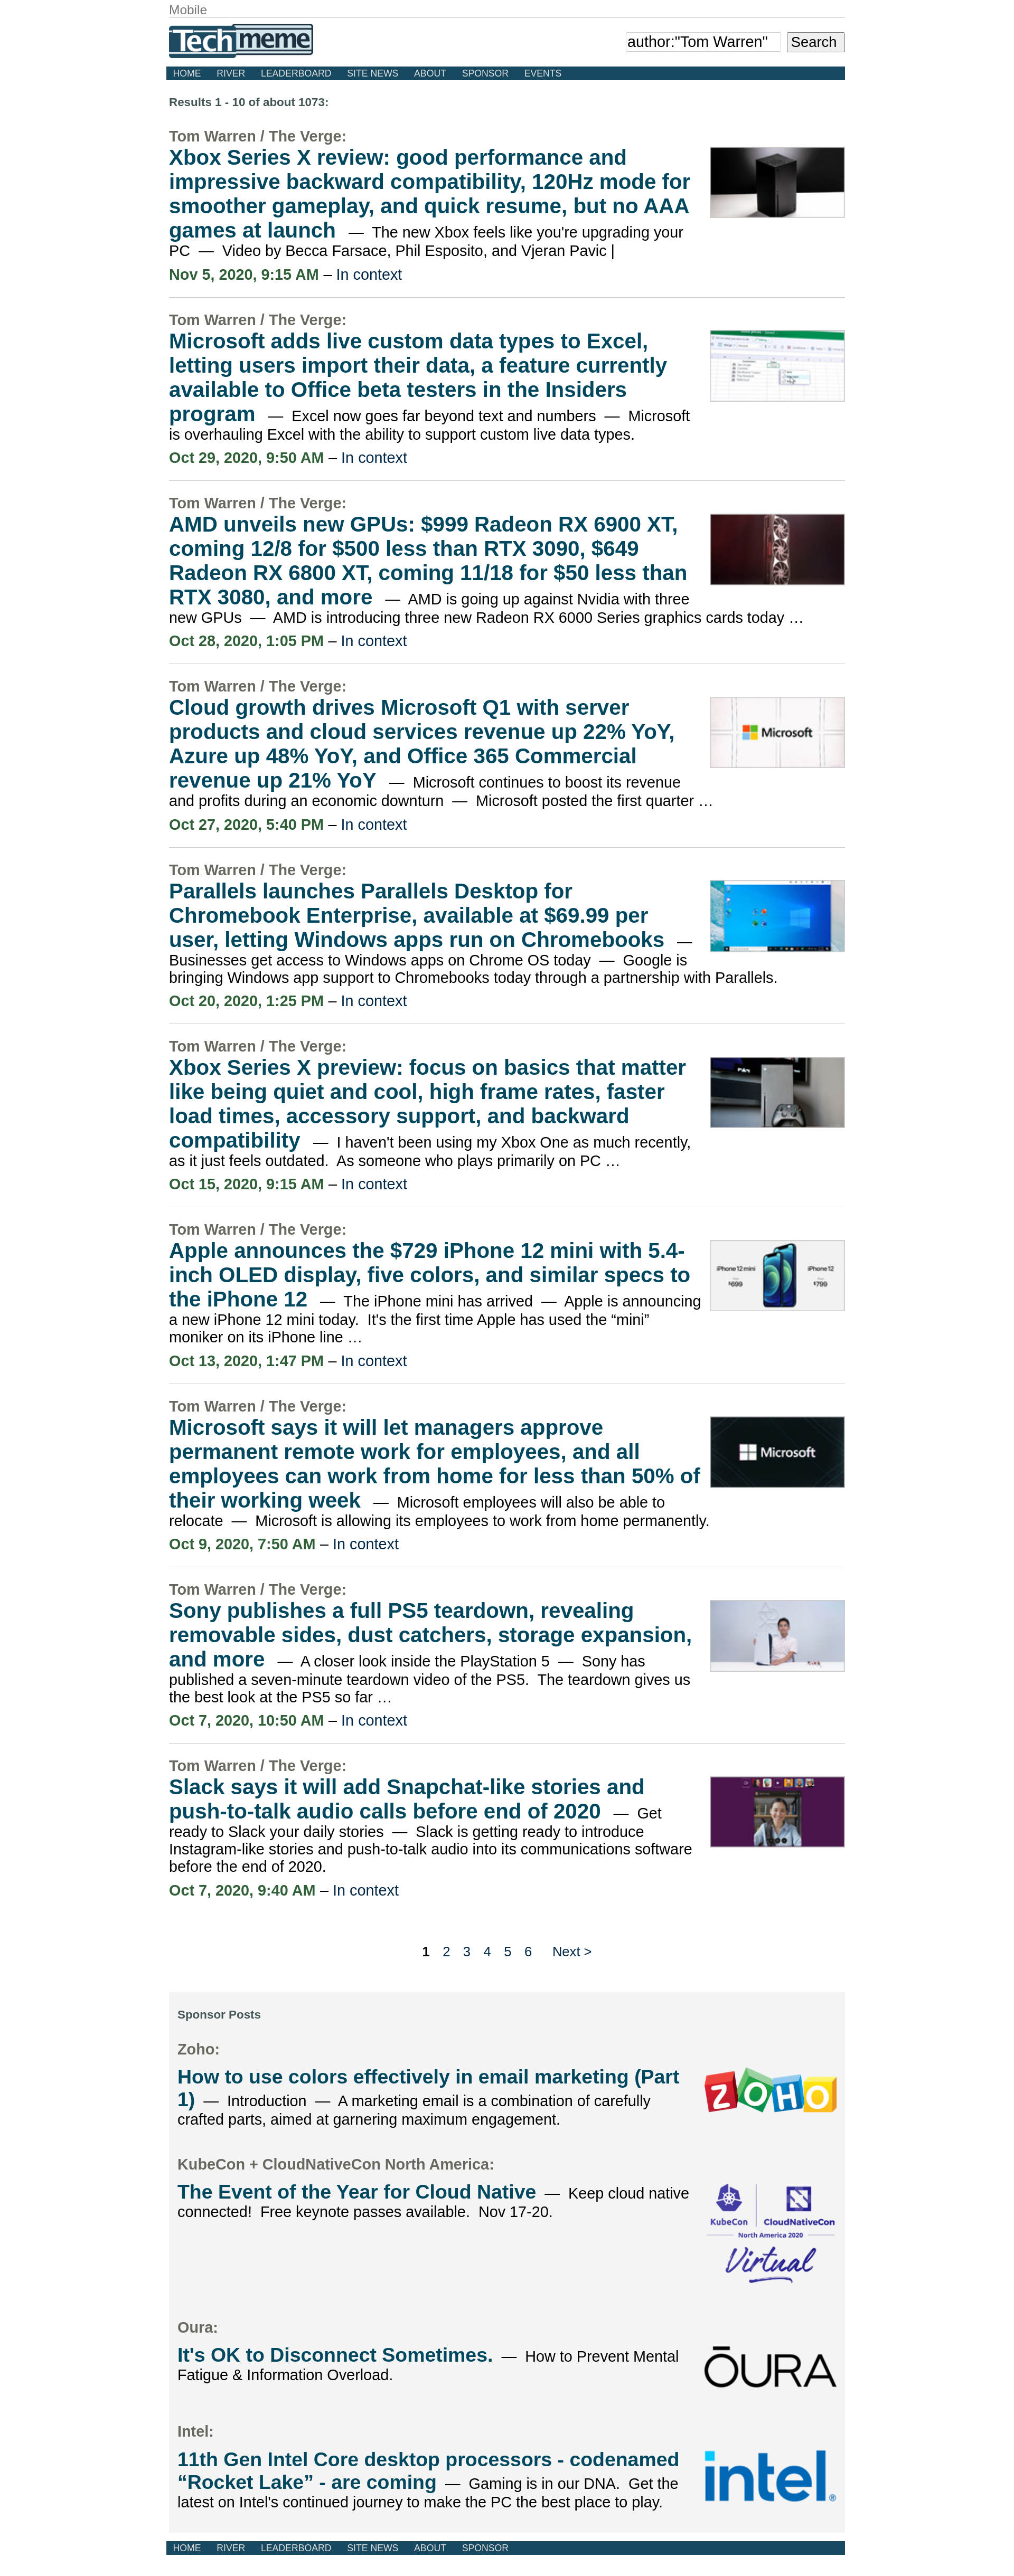 Mobile
Techmeme
author:"Tom Warren"
Search
HOME RIVER LEADERBOARD SITE NEWS ABOUT SPONSOR EVENTS
Results 1 - 10 of about 1073:
Tom Warren / The Verge:
Xbox Series X review: good performance and
impressive backward compatibility, 120Hz mode for
smoother gameplay, and quick resume, but no AAA
games at launch — The new Xbox feels like you're upgrading your
PC — Video by Becca Farsace, Phil Esposito, and Vjeran Pavic |
Nov 5, 2020, 9:15 AM – In context
Tom Warren / The Verge:
Microsoft adds live custom data types to Excel,
letting users import their data, a feature currently
available to Office beta testers in the Insiders
program — Excel now goes far beyond text and numbers — Microsoft
is overhauling Excel with the ability to support custom live data types.
Oct 29, 2020, 9:50 AM – In context
Tom Warren / The Verge:
AMD unveils new GPUs: $999 Radeon RX 6900 XT,
coming 12/8 for $500 less than RTX 3090, $649
Radeon RX 6800 XT, coming 11/18 for $50 less than
RTX 3080, and more — AMD is going up against Nvidia with three
new GPUs — AMD is introducing three new Radeon RX 6000 Series graphics cards today …
Oct 28, 2020, 1:05 PM – In context
Tom Warren / The Verge:
Cloud growth drives Microsoft Q1 with server
products and cloud services revenue up 22% YoY,
Azure up 48% YoY, and Office 365 Commercial
revenue up 21% YoY — Microsoft continues to boost its revenue
and profits during an economic downturn — Microsoft posted the first quarter …
Microsoft
Oct 27, 2020, 5:40 PM – In context
Tom Warren / The Verge:
Parallels launches Parallels Desktop for
Chromebook Enterprise, available at $69.99 per
user, letting Windows apps run on Chromebooks —
Businesses get access to Windows apps on Chrome OS today — Google is
bringing Windows app support to Chromebooks today through a partnership with Parallels.
Oct 20, 2020, 1:25 PM – In context
Tom Warren / The Verge:
Xbox Series X preview: focus on basics that matter
like being quiet and cool, high frame rates, faster
load times, accessory support, and backward
compatibility — I haven't been using my Xbox One as much recently,
as it just feels outdated. As someone who plays primarily on PC …
Oct 15, 2020, 9:15 AM – In context
Tom Warren / The Verge:
Apple announces the $729 iPhone 12 mini with 5.4-
inch OLED display, five colors, and similar specs to
the iPhone 12 — The iPhone mini has arrived — Apple is announcing
a new iPhone 12 mini today. It's the first time Apple has used the “mini”
moniker on its iPhone line …
iPhone 12 mini iPhone 12
$699 $799
Oct 13, 2020, 1:47 PM – In context
Tom Warren / The Verge:
Microsoft says it will let managers approve
permanent remote work for employees, and all
employees can work from home for less than 50% of
their working week — Microsoft employees will also be able to
relocate — Microsoft is allowing its employees to work from home permanently.
Microsoft
Oct 9, 2020, 7:50 AM – In context
Tom Warren / The Verge:
Sony publishes a full PS5 teardown, revealing
removable sides, dust catchers, storage expansion,
and more — A closer look inside the PlayStation 5 — Sony has
published a seven-minute teardown video of the PS5. The teardown gives us
the best look at the PS5 so far …
Oct 7, 2020, 10:50 AM – In context
Tom Warren / The Verge:
Slack says it will add Snapchat-like stories and
push-to-talk audio calls before end of 2020 — Get
ready to Slack your daily stories — Slack is getting ready to introduce
Instagram-like stories and push-to-talk audio into its communications software
before the end of 2020.
Oct 7, 2020, 9:40 AM – In context
1 2 3 4 5 6 Next >
Sponsor Posts
Zoho:
How to use colors effectively in email marketing (Part
1) — Introduction — A marketing email is a combination of carefully
crafted parts, aimed at garnering maximum engagement.
ZOHO
KubeCon + CloudNativeCon North America:
The Event of the Year for Cloud Native — Keep cloud native
connected! Free keynote passes available. Nov 17-20.
KubeCon CloudNativeCon
North America 2020
Virtual
Oura:
It's OK to Disconnect Sometimes. — How to Prevent Mental
Fatigue & Information Overload.
ŌURA
Intel:
11th Gen Intel Core desktop processors - codenamed
“Rocket Lake” - are coming — Gaming is in our DNA. Get the
latest on Intel's continued journey to make the PC the best place to play.
intel®
HOME RIVER LEADERBOARD SITE NEWS ABOUT SPONSOR